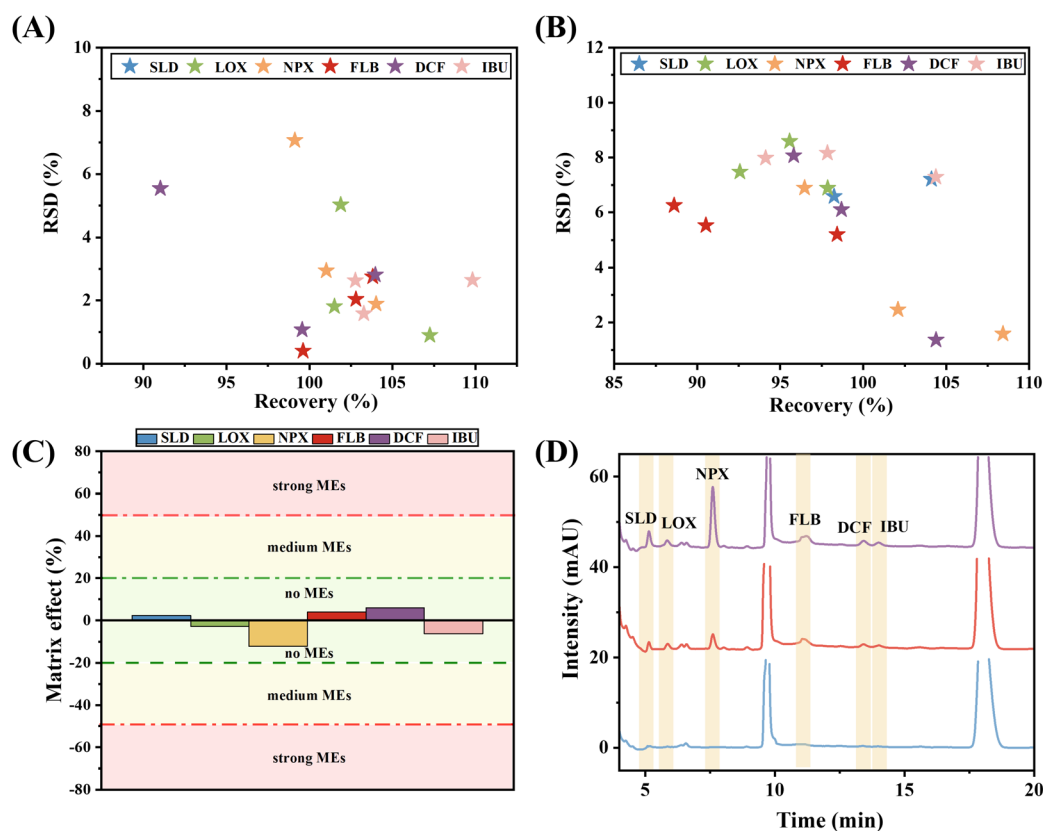 (A)
SLD LOX NPX FLB DCF IBU
RSD (%)
10
8
6
4
2
0
90 95 100 105 110
Recovery (%)
(B)
SLD LOX NPX FLB DCF IBU
RSD (%)
12
10
8
6
4
2
85 90 95 100 105 110
Recovery (%)
(C)
SLD LOX NPX FLB DCF IBU
Matrix effect (%)
80
60
40
20
0
-20
-40
-60
-80
strong MEs
medium MEs
no MEs
no MEs
medium MEs
strong MEs
(D)
Intensity (mAU)
60
40
20
0
SLD LOX NPX FLB DCF IBU
5 10 15 20
Time (min)